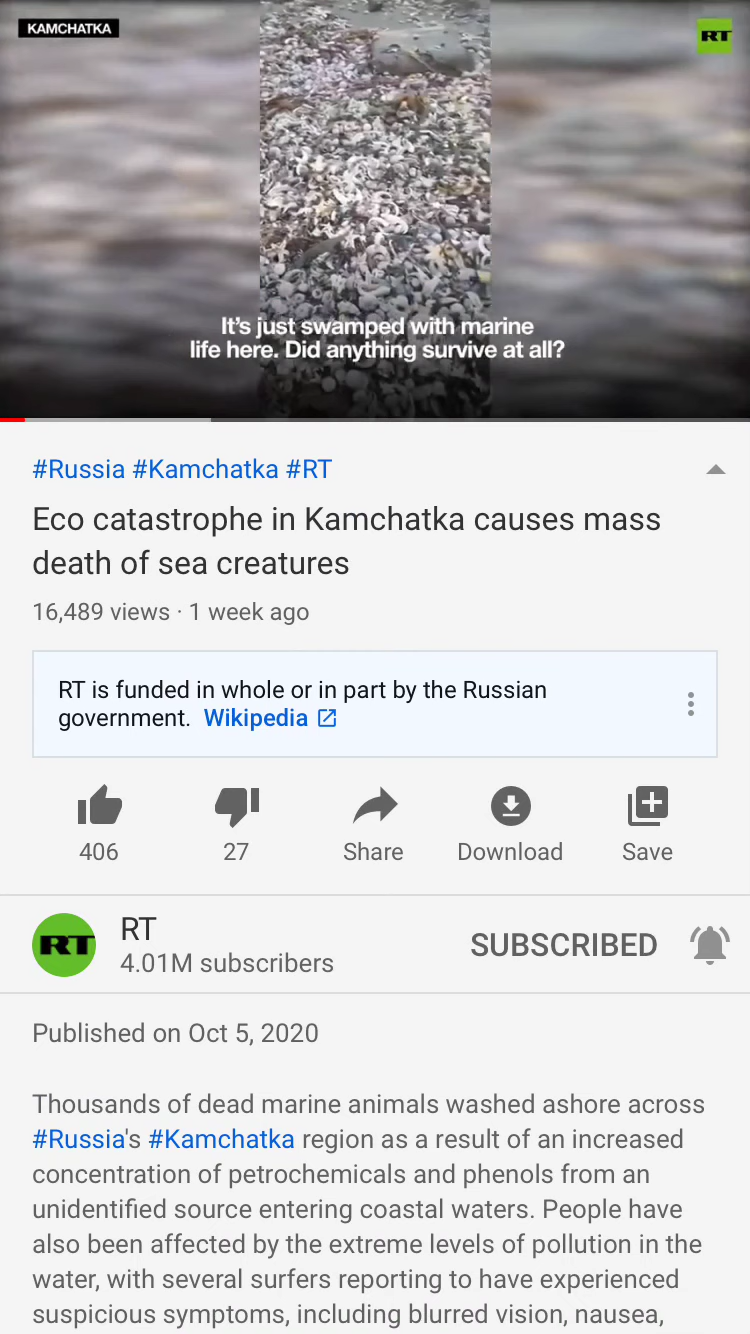 KAMCHATKA
RT
It's just swamped with marine
life here. Did anything survive at all?
#Russia #Kamchatka #RT
Eco catastrophe in Kamchatka causes mass
death of sea creatures
16,489 views · 1 week ago
RT is funded in whole or in part by the Russian
government. Wikipedia
406 27 Share Download Save
RT RT
4.01M subscribers SUBSCRIBED
Published on Oct 5, 2020
Thousands of dead marine animals washed ashore across
#Russia's #Kamchatka region as a result of an increased
concentration of petrochemicals and phenols from an
unidentified source entering coastal waters. People have
also been affected by the extreme levels of pollution in the
water, with several surfers reporting to have experienced
suspicious symptoms, including blurred vision, nausea,